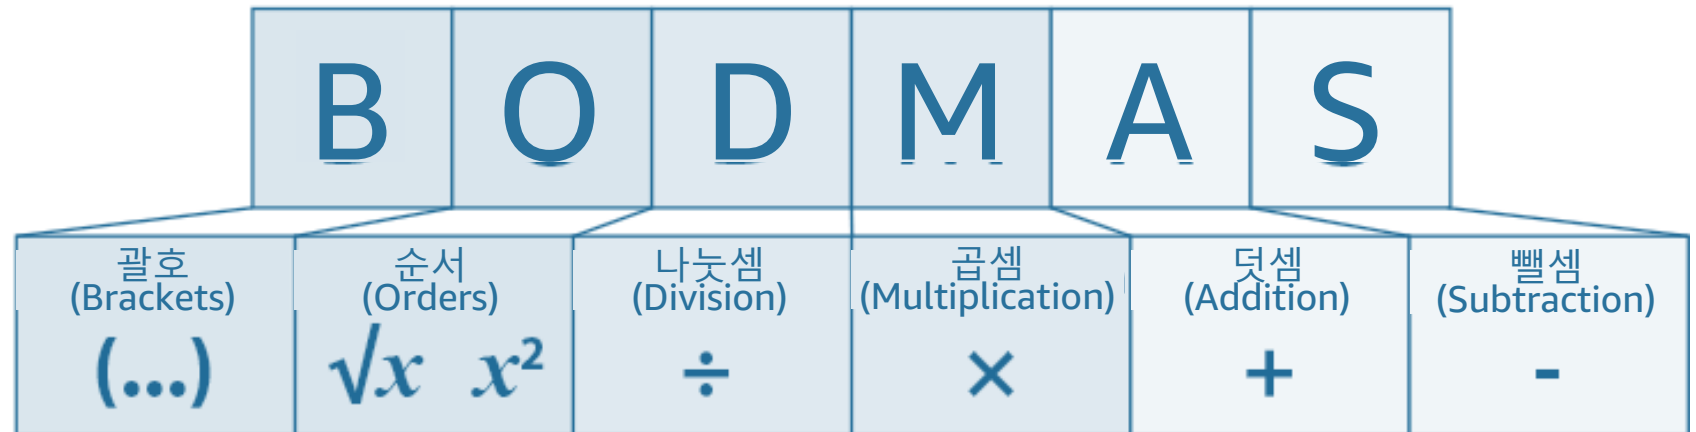 B O D M A S
괄호 순서 나눗셈 곱셈 덧셈 뺄셈
(Brackets) (Orders) (Division) (Multiplication) (Addition) (Subtraction)
(...) √x x² ÷ × + -